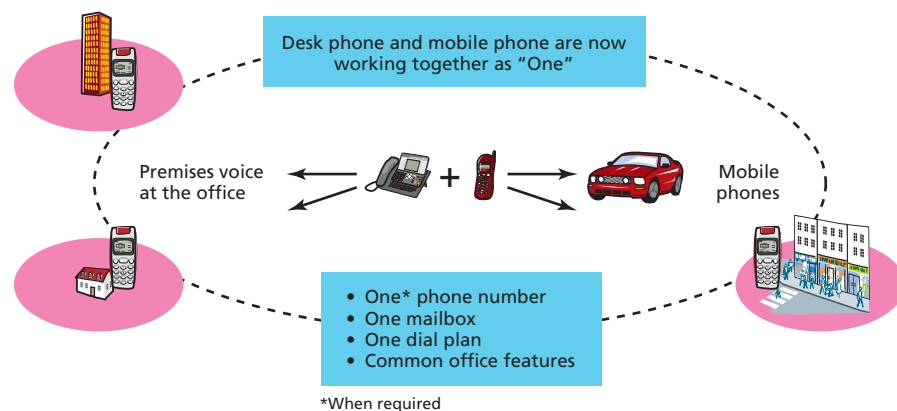 Desk phone and mobile phone are now
working together as “One”
Premises voice
at the office
+
Mobile
phones
• One* phone number
• One mailbox
• One dial plan
• Common office features
*When required